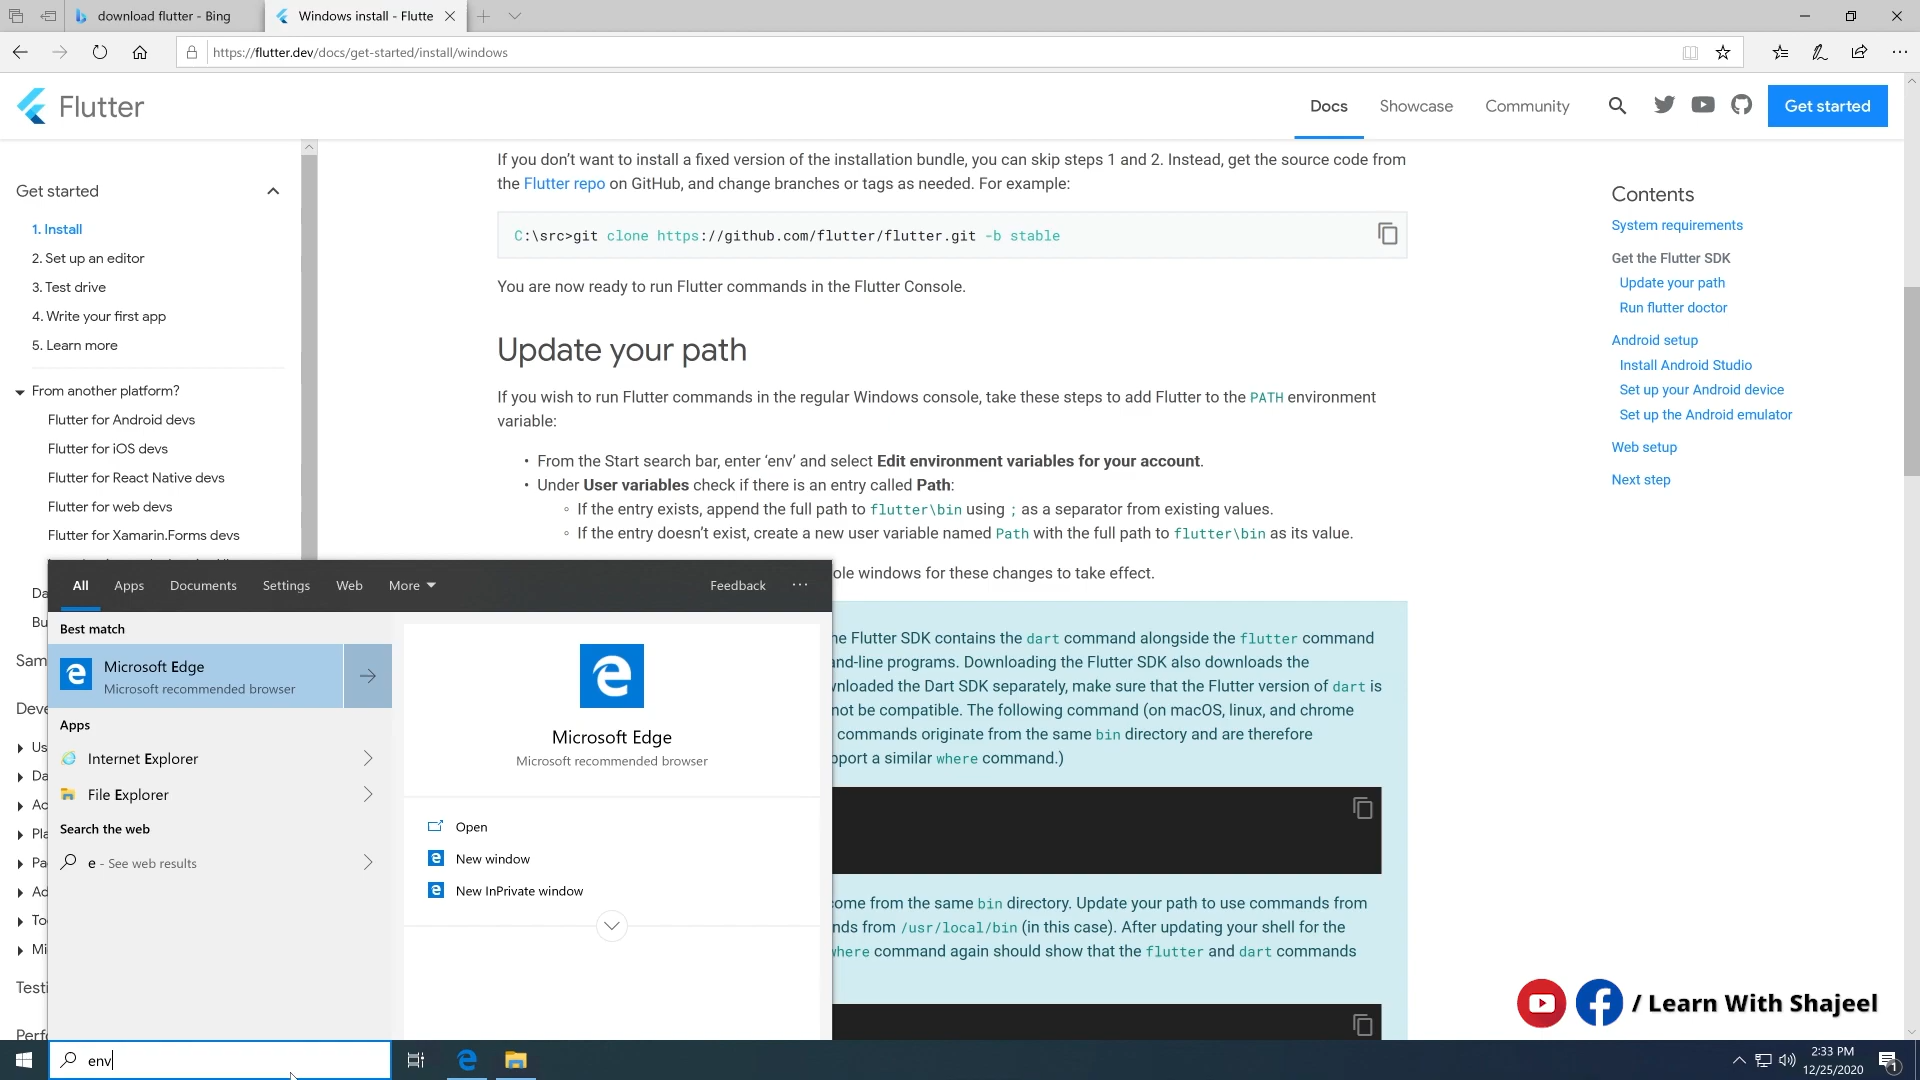 download flutter - Bing
Windows install - Flutte
https://flutter.dev/docs/get-started/install/windows
Flutter
Docs
Showcase
Community
Get started
Get started
1. Install
2. Set up an editor
3. Test drive
4. Write your first app
5. Learn more
From another platform?
Flutter for Android devs
Flutter for iOS devs
Flutter for React Native devs
Flutter for web devs
Flutter for Xamarin.Forms devs
Da
Bu
Sam
Deve
Us
Da
Ac
Pla
Pa
Ad
To
Mi
Testi
Perf
If you don’t want to install a fixed version of the installation bundle, you can skip steps 1 and 2. Instead, get the source code from
the Flutter repo on GitHub, and change branches or tags as needed. For example:
C:\src>git clone https://github.com/flutter/flutter.git -b stable
You are now ready to run Flutter commands in the Flutter Console.
Update your path
If you wish to run Flutter commands in the regular Windows console, take these steps to add Flutter to the PATH environment
variable:
• From the Start search bar, enter ‘env’ and select Edit environment variables for your account.
• Under User variables check if there is an entry called Path:
◦ If the entry exists, append the full path to flutter\bin using ; as a separator from existing values.
◦ If the entry doesn’t exist, create a new user variable named Path with the full path to flutter\bin as its value.
ole windows for these changes to take effect.
he Flutter SDK contains the dart command alongside the flutter command
and-line programs. Downloading the Flutter SDK also downloads the
wnloaded the Dart SDK separately, make sure that the Flutter version of dart is
not be compatible. The following command (on macOS, linux, and chrome
commands originate from the same bin directory and are therefore
pport a similar where command.)
come from the same bin directory. Update your path to use commands from
nds from /usr/local/bin (in this case). After updating your shell for the
where command again should show that the flutter and dart commands
Contents
System requirements
Get the Flutter SDK
Update your path
Run flutter doctor
Android setup
Install Android Studio
Set up your Android device
Set up the Android emulator
Web setup
Next step
All
Apps
Documents
Settings
Web
More
Feedback
Best match
Microsoft Edge
Microsoft recommended browser
Apps
Internet Explorer
File Explorer
Search the web
e - See web results
Microsoft Edge
Microsoft recommended browser
Open
New window
New InPrivate window
/ Learn With Shajeel
env
2:33 PM
12/25/2020
1